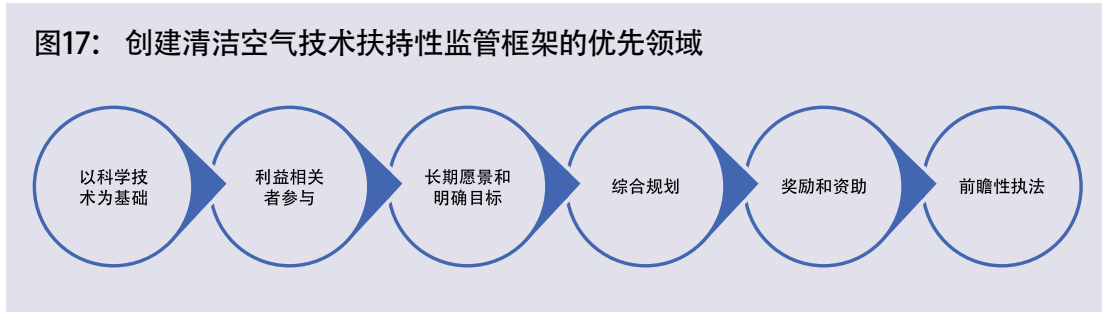 图17： 创建清洁空气技术扶持性监管框架的优先领域
以科学技
术为基础
利益相关
者参与
长期愿景和
明确目标
综合规划
奖励和资助
前瞻性执法